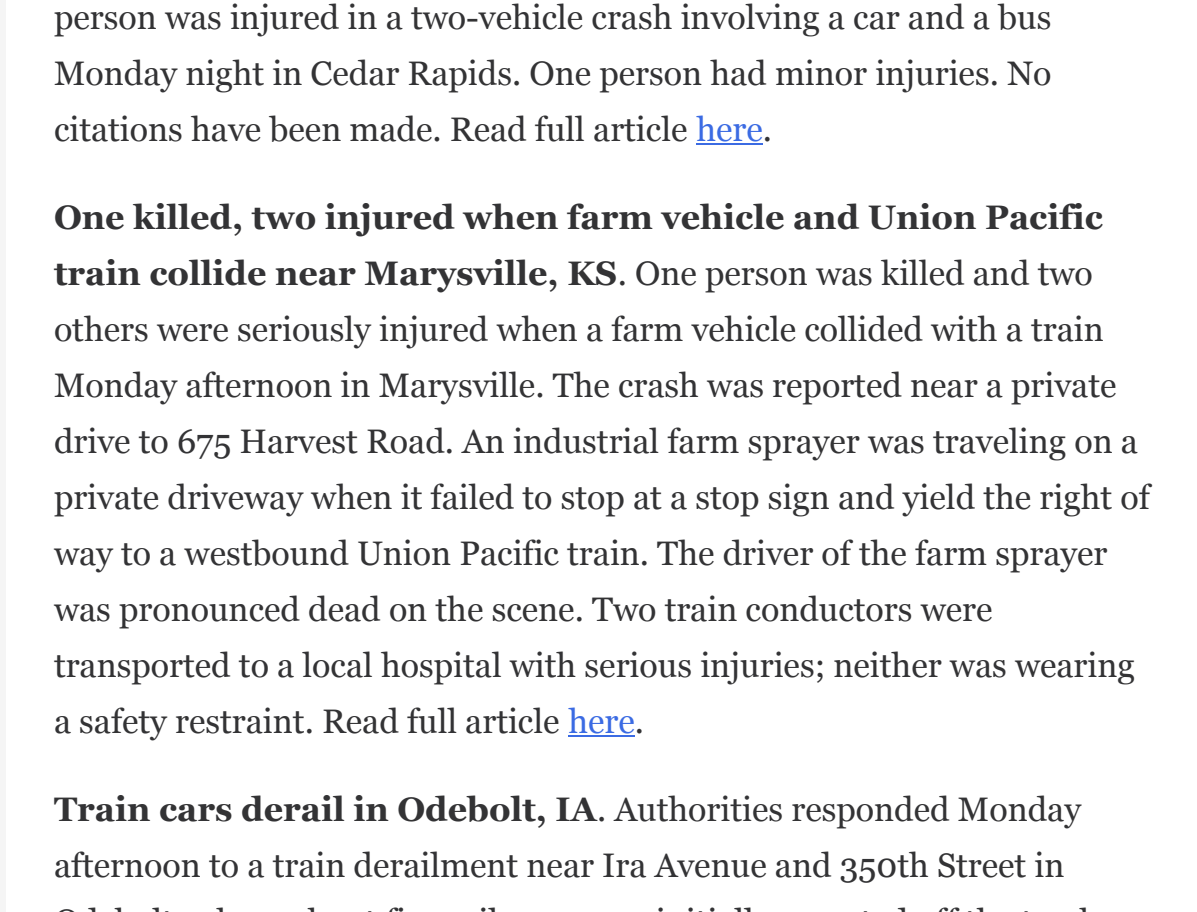 person was injured in a two-vehicle crash involving a car and a bus
Monday night in Cedar Rapids. One person had minor injuries. No
citations have been made. Read full article here.
One killed, two injured when farm vehicle and Union Pacific
train collide near Marysville, KS. One person was killed and two
others were seriously injured when a farm vehicle collided with a train
Monday afternoon in Marysville. The crash was reported near a private
drive to 675 Harvest Road. An industrial farm sprayer was traveling on a
private driveway when it failed to stop at a stop sign and yield the right of
way to a westbound Union Pacific train. The driver of the farm sprayer
was pronounced dead on the scene. Two train conductors were
transported to a local hospital with serious injuries; neither was wearing
a safety restraint. Read full article here.
Train cars derail in Odebolt, IA. Authorities responded Monday
afternoon to a train derailment near Ira Avenue and 350th Street in